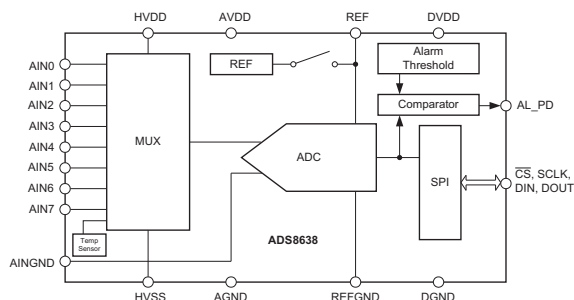 HVDD AVDD REF DVDD
REF
Alarm
Threshold
AIN0
AIN1
AIN2
AIN3
AIN4
AIN5
AIN6
AIN7
MUX
Comparator
AL_PD
ADC
SPI
CS, SCLK,
DIN, DOUT
Temp
Sensor
ADS8638
AINGND
HVSS AGND REFGND DGND